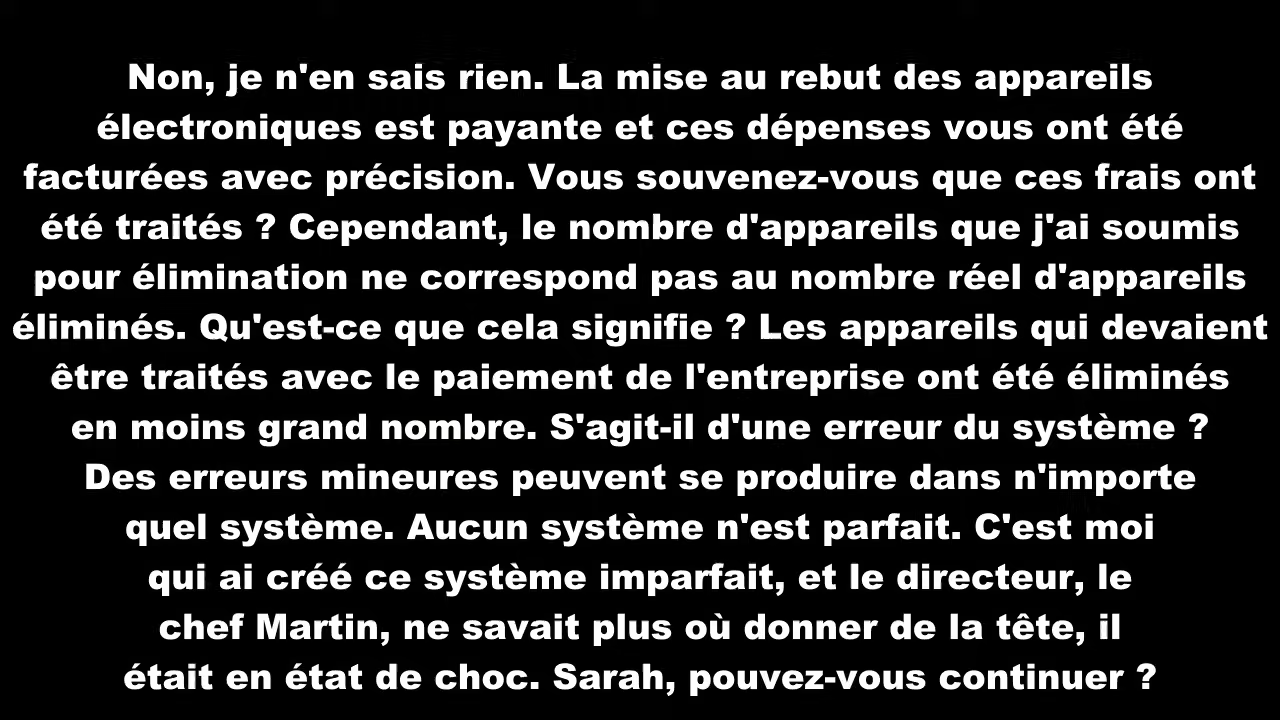 Non, je n'en sais rien. La mise au rebut des appareils
électroniques est payante et ces dépenses vous ont été
facturées avec précision. Vous souvenez-vous que ces frais ont
été traités ? Cependant, le nombre d'appareils que j'ai soumis
pour élimination ne correspond pas au nombre réel d'appareils
éliminés. Qu'est-ce que cela signifie ? Les appareils qui devaient
être traités avec le paiement de l'entreprise ont été éliminés
en moins grand nombre. S'agit-il d'une erreur du système ?
Des erreurs mineures peuvent se produire dans n'importe
quel système. Aucun système n'est parfait. C'est moi
qui ai créé ce système imparfait, et le directeur, le
chef Martin, ne savait plus où donner de la tête, il
était en état de choc. Sarah, pouvez-vous continuer ?